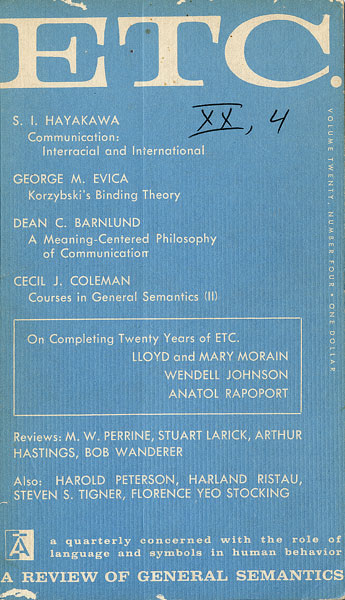 ETC.
S. I. HAYAKAWA
Communication:
Interracial and International
XX, 4
GEORGE M. EVICA
Korzybski's Binding Theory
DEAN C. BARNLUND
A Meaning-Centered Philosophy
of Communication
CECIL J. COLEMAN
Courses in General Semantics (II)
VOLUME TWENTY, NUMBER FOUR • ONE DOLLAR
On Completing Twenty Years of ETC.
LLOYD and MARY MORAIN
WENDELL JOHNSON
ANATOL RAPOPORT
Reviews: M. W. PERRINE, STUART LARICK, ARTHUR
HASTINGS, BOB WANDERER
Also: HAROLD PETERSON, HARLAND RISTAU,
STEVEN S. TIGNER, FLORENCE YEO STOCKING
A
a quarterly concerned with the role of
language and symbols in human behavior
A REVIEW OF GENERAL SEMANTICS